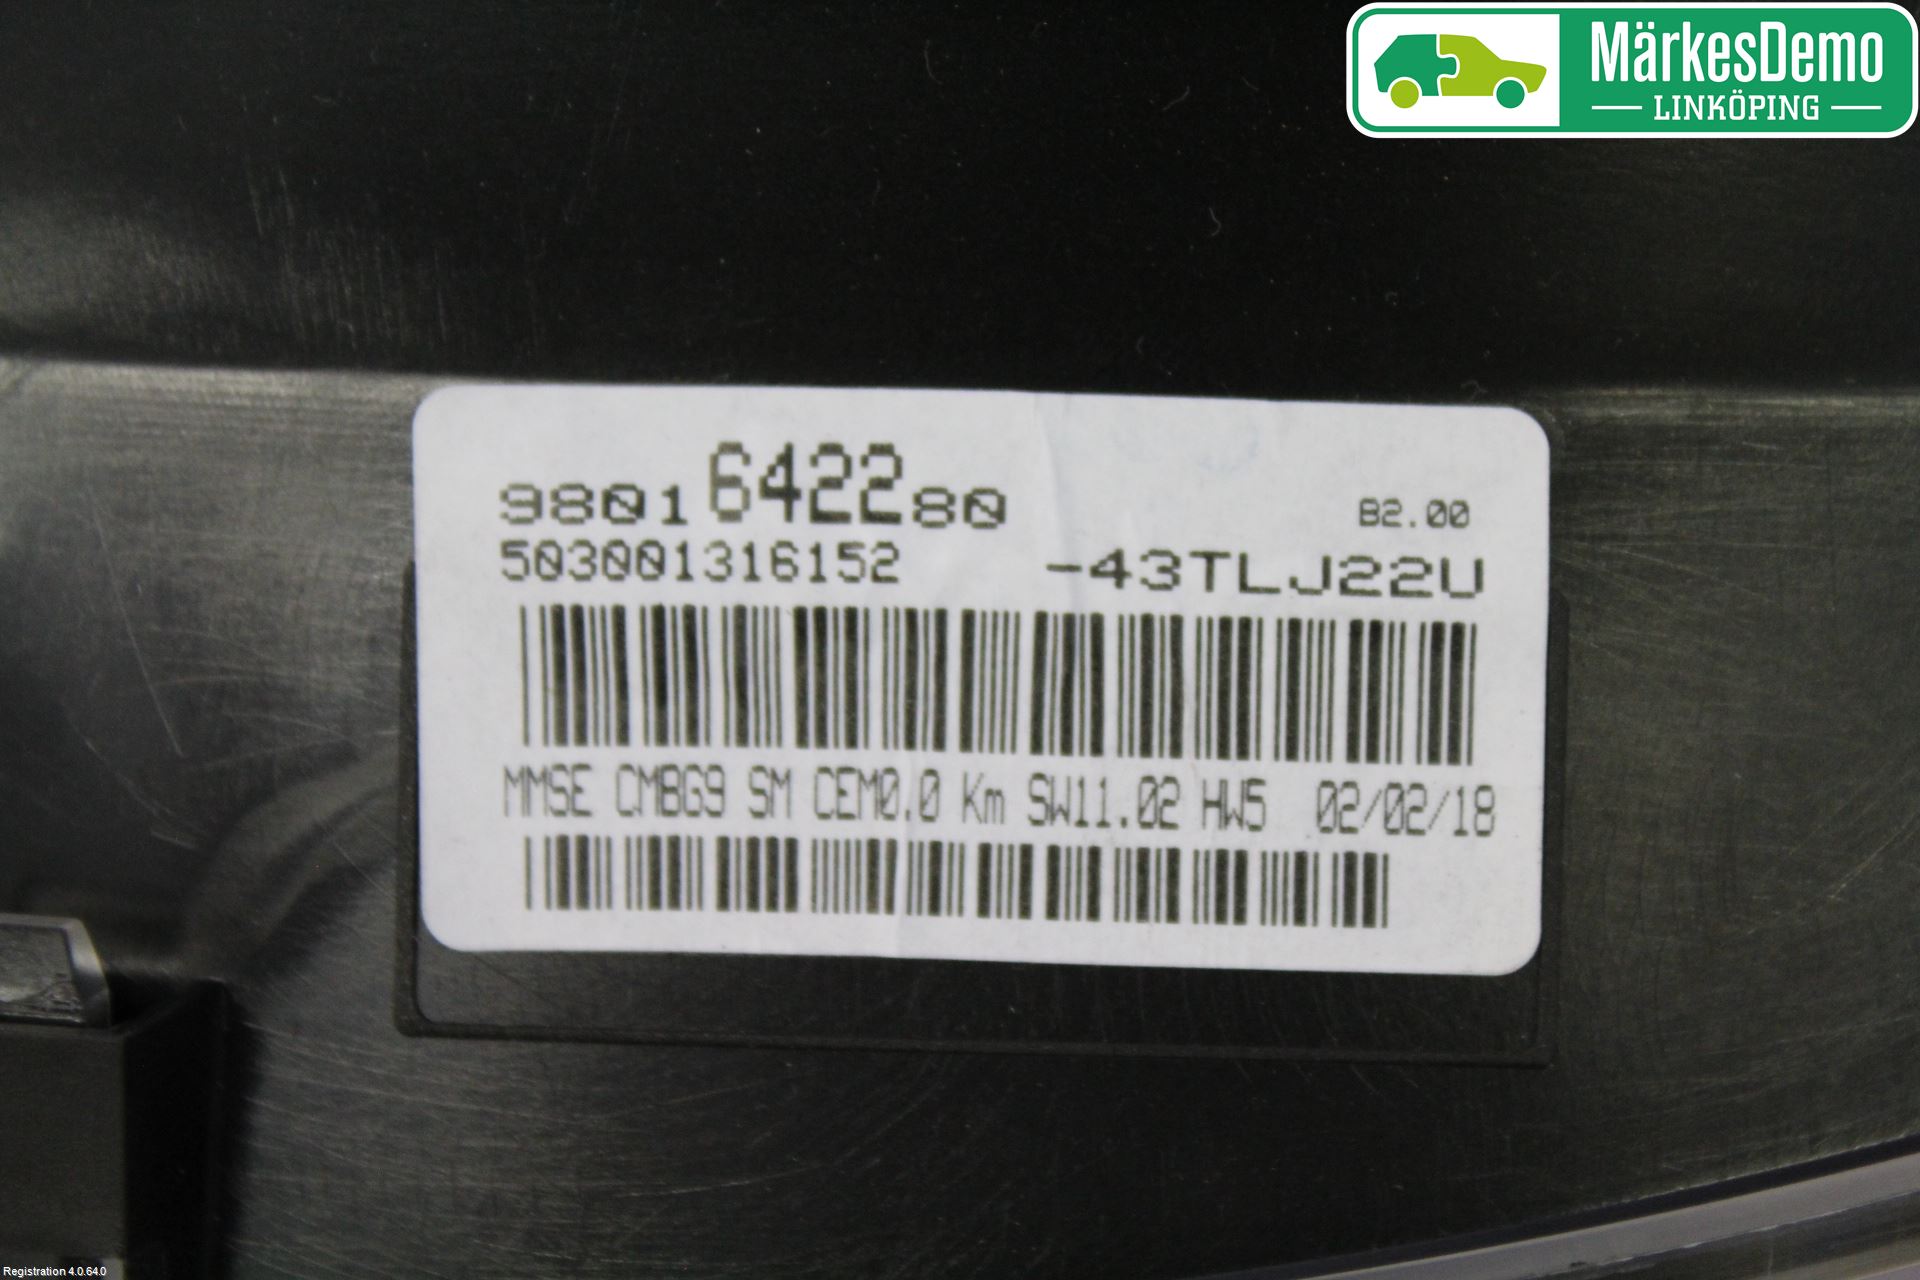 MärkesDemo
LINKÖPING
9801642280
B2.00
503001316152
-43TLJ22U
MMSE CMBG9 SM CEM0.0 Km SW11.02 HW5 02/02/18
Registration 4.0.64.0